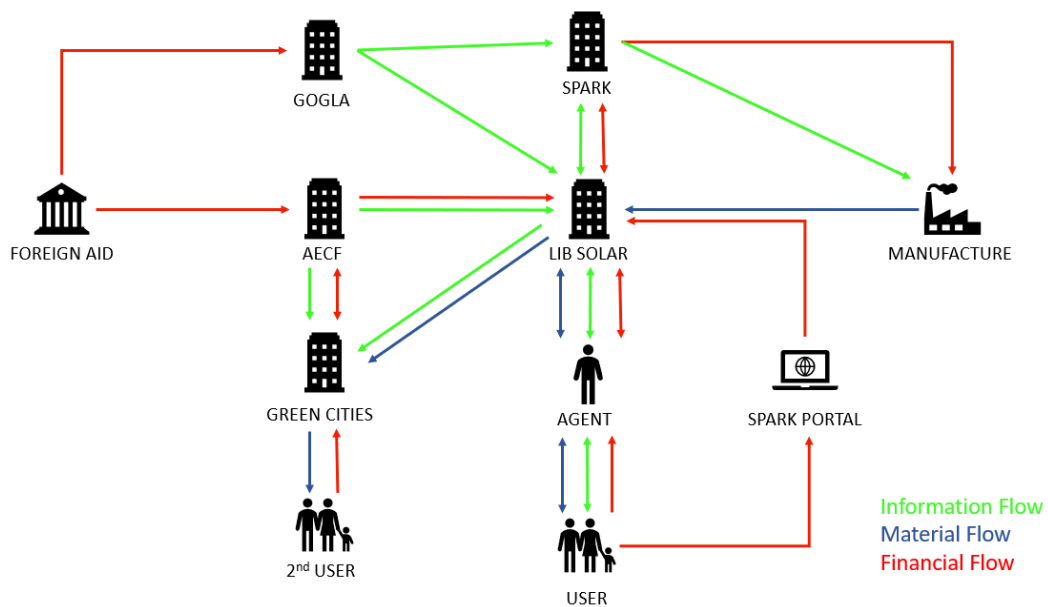 GOGLA
SPARK
FOREIGN AID
AECF
LIB SOLAR
MANUFACTURE
GREEN CITIES
AGENT
SPARK PORTAL
Information Flow
Material Flow
Financial Flow
2nd USER
USER